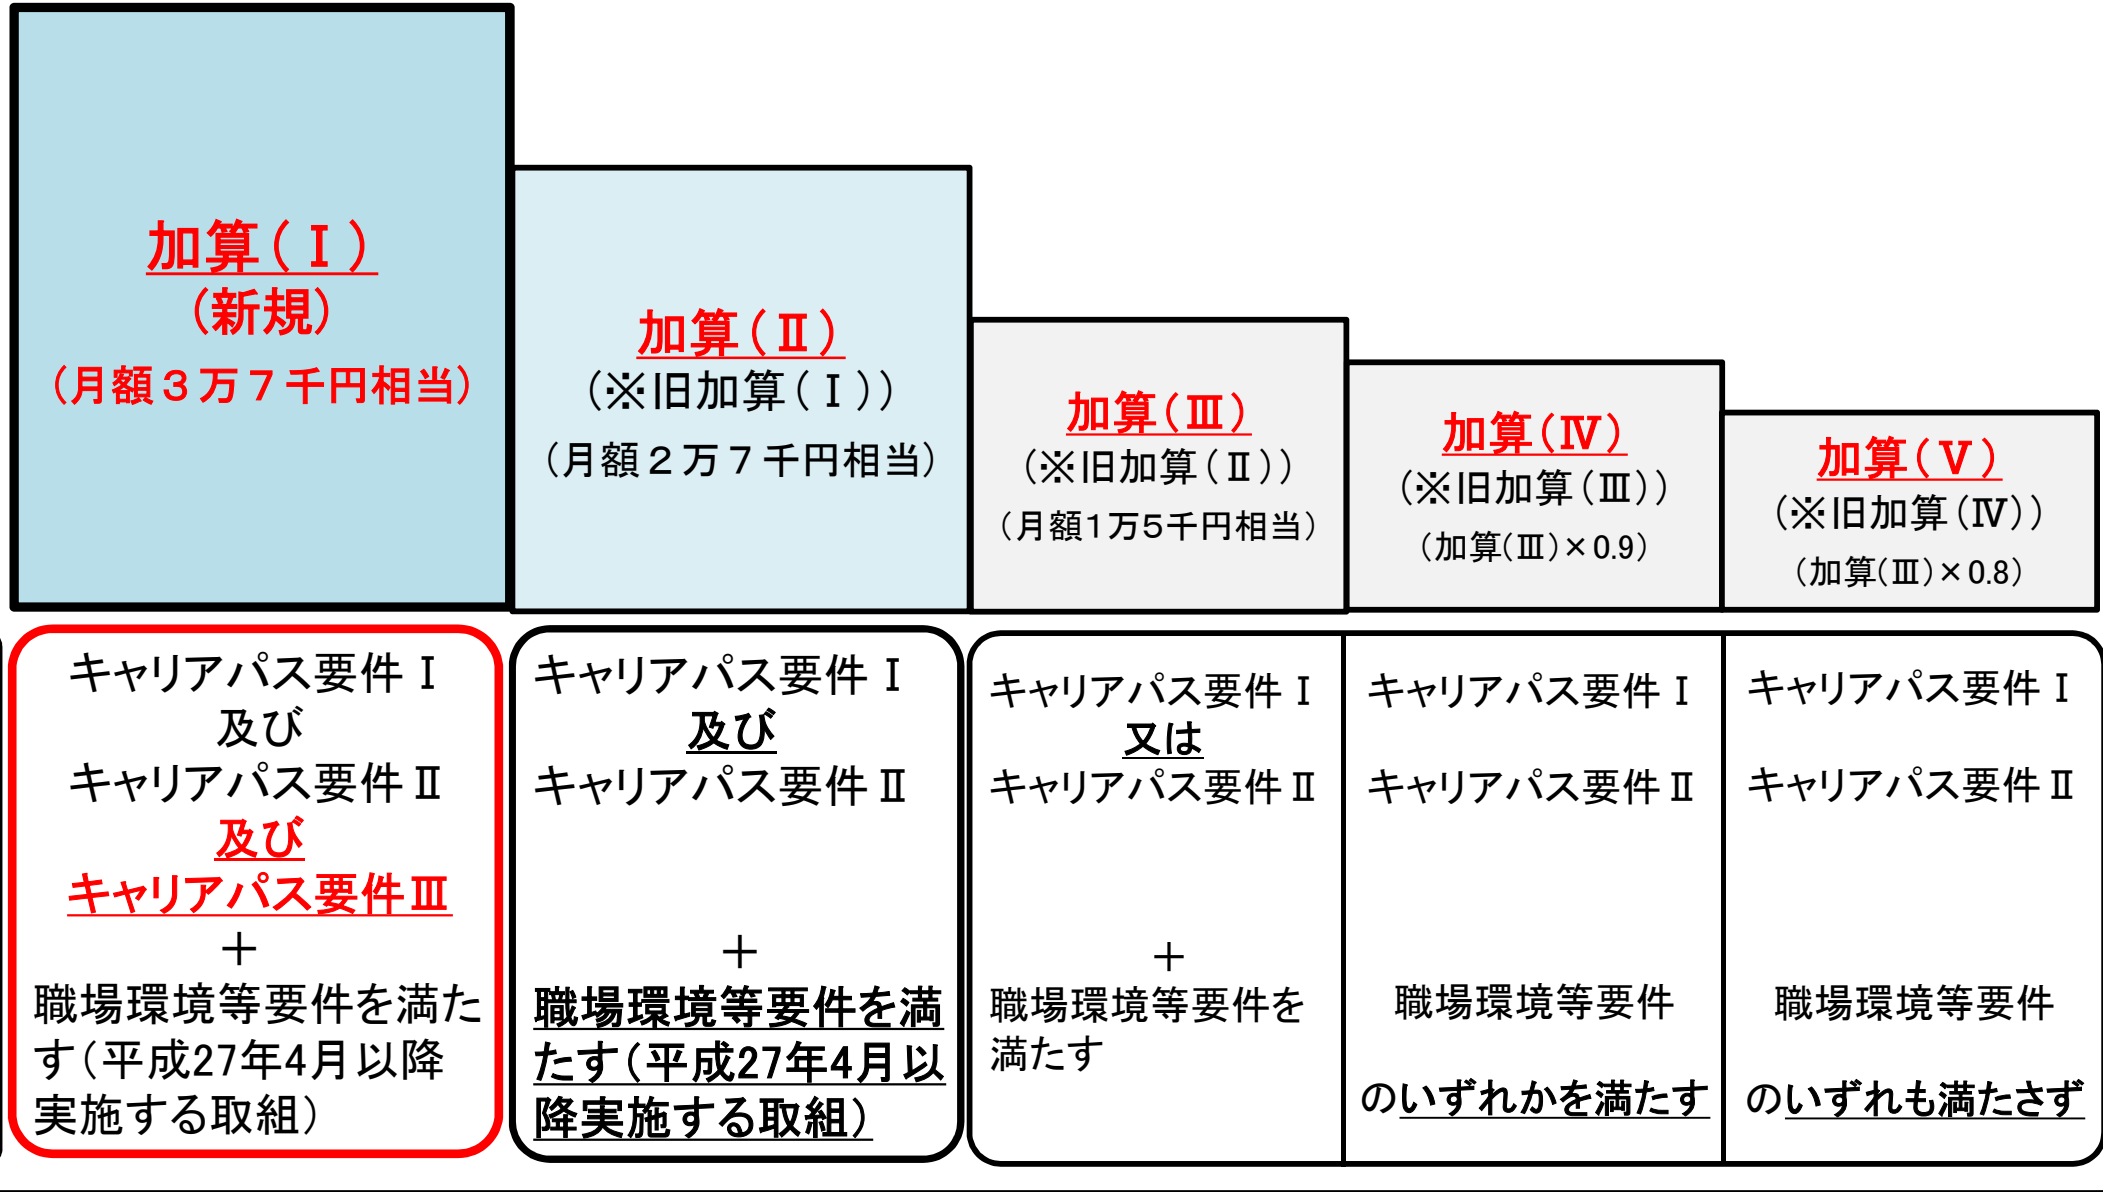 加算(Ⅰ)
(新規)
(月額３万７千円相当)
加算(Ⅱ)
(※旧加算(Ⅰ))
(月額２万７千円相当)
加算(Ⅲ)
(※旧加算(Ⅱ))
(月額1万5千円相当)
加算(Ⅳ)
(※旧加算(Ⅲ))
(加算(Ⅲ)×0.9)
加算(Ⅴ)
(※旧加算(Ⅳ))
(加算(Ⅲ)×0.8)
キャリアパス要件Ⅰ
及び
キャリアパス要件Ⅱ
及び
キャリアパス要件Ⅲ
＋
職場環境等要件を満た
す(平成27年4月以降
実施する取組)
キャリアパス要件Ⅰ
及び
キャリアパス要件Ⅱ
＋
職場環境等要件を満
たす(平成27年4月以
降実施する取組)
キャリアパス要件Ⅰ
又は
キャリアパス要件Ⅱ
＋
職場環境等要件を
満たす
キャリアパス要件Ⅰ
キャリアパス要件Ⅱ
職場環境等要件
のいずれかを満たす
キャリアパス要件Ⅰ
キャリアパス要件Ⅱ
職場環境等要件
のいずれも満たさず